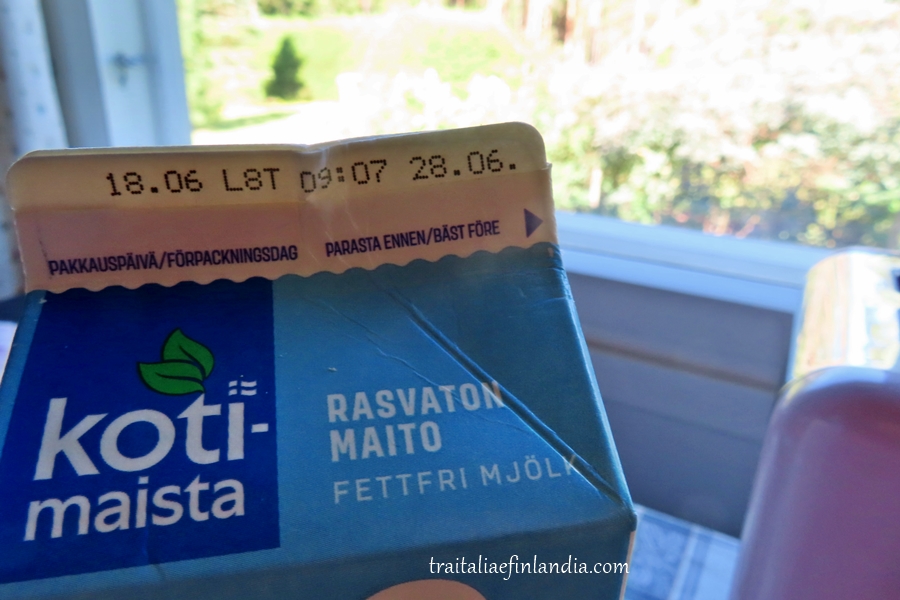 18.06 L8T 09:07 28.06.
PAKKAUSPÄIVÄ/FÖRPACKNINGSDAG PARASTA ENNEN/BÄST FÖRE
koti-
maista
RASVATON
MAITO
FETTFRI MJÖLK
traitaliaefinlandia.com